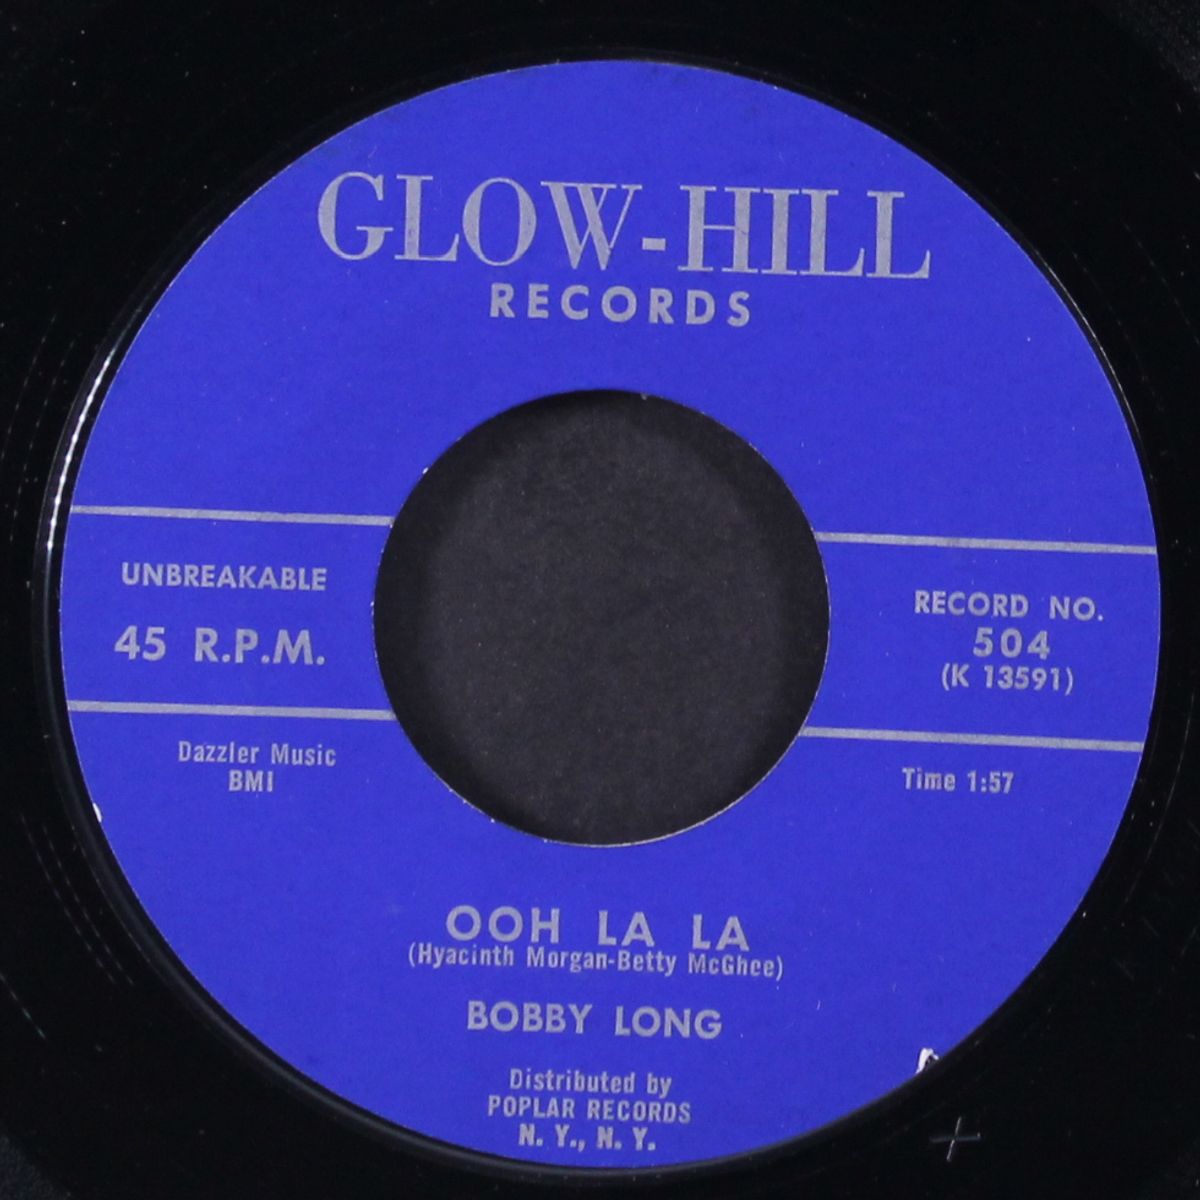 GLOW-HILL
RECORDS
UNBREAKABLE
45 R.P.M.
RECORD NO.
504
(K 13591)
Dazzler Music
BMI
Time 1:57
OOH LA LA
(Hyacinth Morgan-Betty McGhee)
BOBBY LONG
Distributed by
POPLAR RECORDS
N. Y., N. Y.